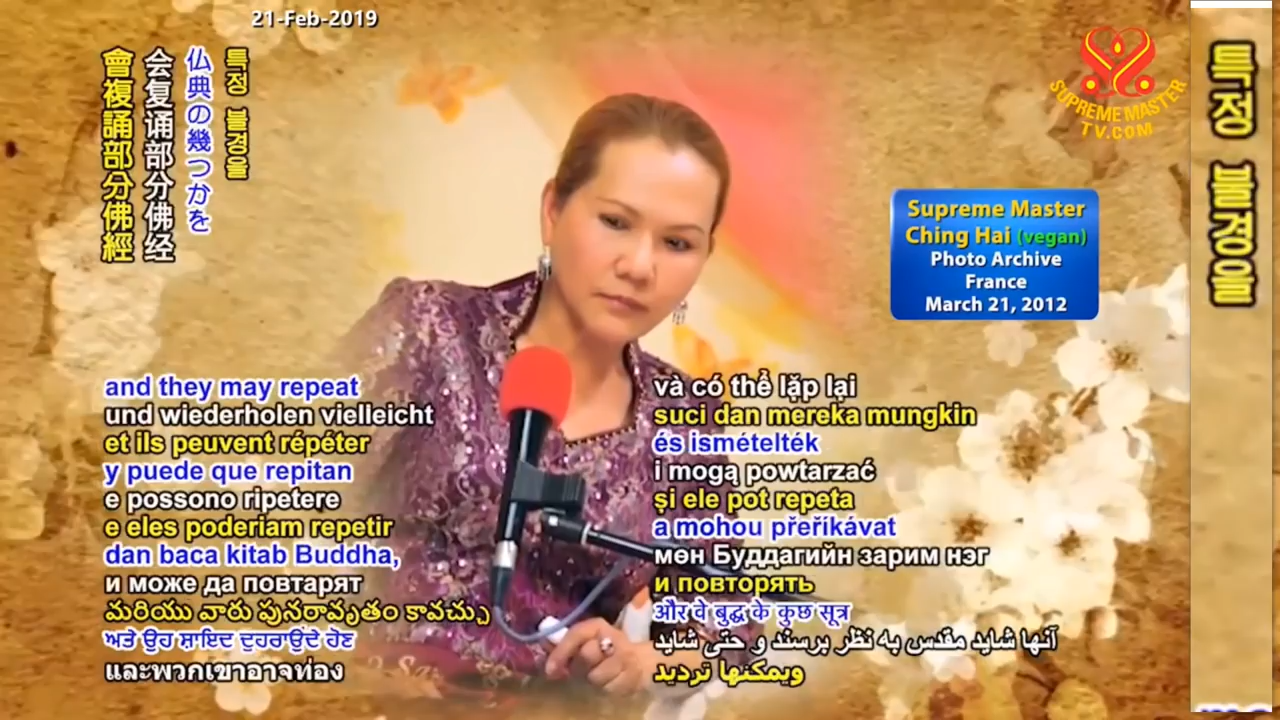 21-Feb-2019
특정 불경을
仏典の幾つかを
会复诵部分佛经
會複誦部分佛經
SUPREME MASTER
TV.COM
Supreme Master
Ching Hai (vegan)
Photo Archive
France
March 21, 2012
and they may repeat
und wiederholen vielleicht
et ils peuvent répéter
y puede que repitan
e possono ripetere
e eles poderiam repetir
dan baca kitab Buddha,
и може да повтарят
మరియు వారు పునరావృతం కావచ్చు
ਅਤੇ ਉਹ ਸ਼ਾਇਦ ਦੁਹਰਾਉਂਦੇ ਹੋਣ
และพวกเขาอาจท่อง
và có thể lặp lại
suci dan mereka mungkin
és ismételték
i mogą powtarzać
și ele pot repeta
a mohou přeříkávat
мөн Буддагийн зарим нэг
и повторять
और वे बुद्ध के कुछ सूत्र
آنها شاید مقدس به نظر برسند و حتی شاید
ويمكنها ترديد
특정 불경을